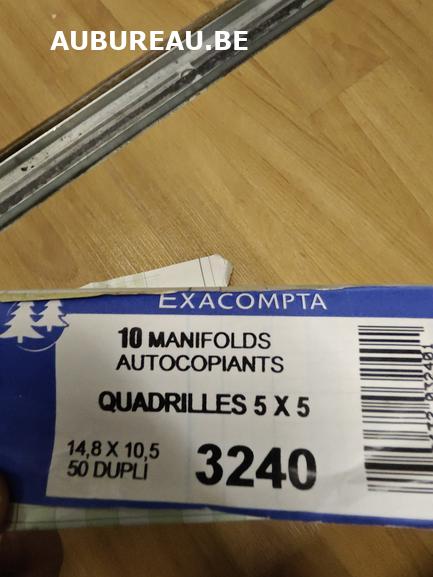 AUBUREAU.BE
EXACOMPTA
10 MANIFOLDS
AUTOCOPIANTS
QUADRILLES 5 X 5
14,8 X 10,5
50 DUPLI
3240